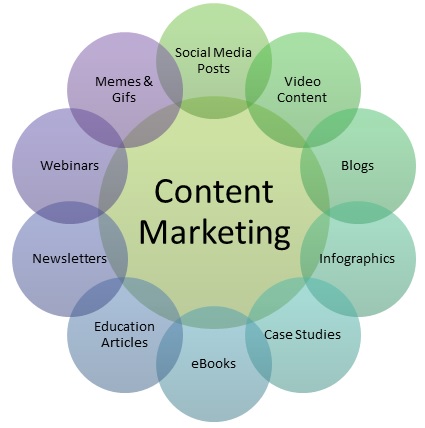 Social Media
Posts
Video
Content
Blogs
Infographics
Case Studies
eBooks
Education
Articles
Newsletters
Webinars
Memes &
Gifs
Content
Marketing